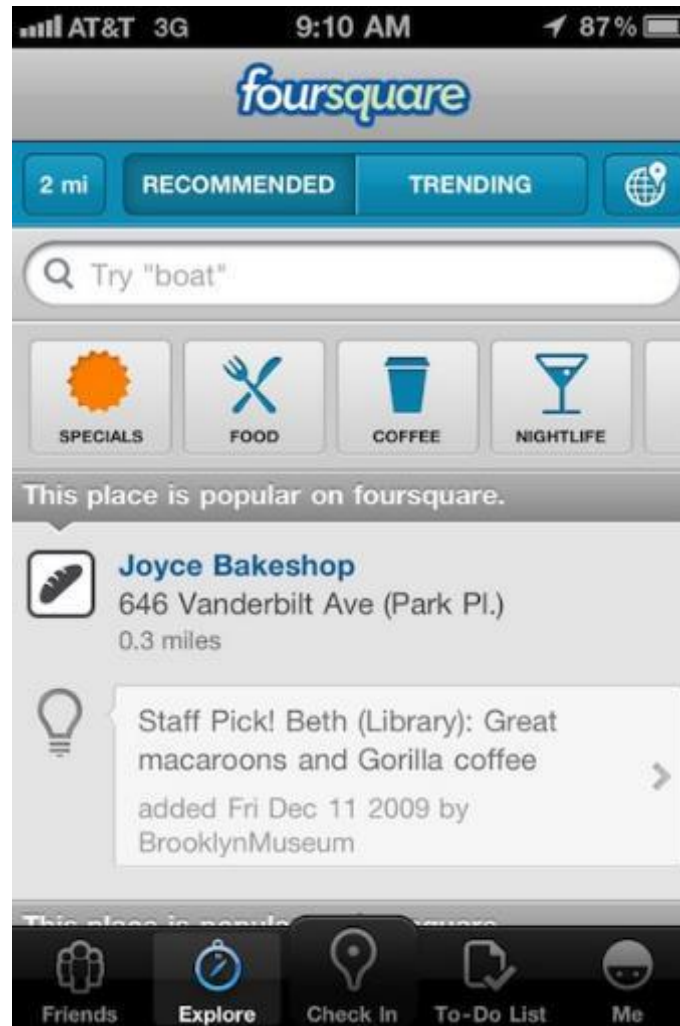 AT&T 3G 9:10 AM 87%
foursquare
2 mi RECOMMENDED TRENDING
Try "boat"
SPECIALS FOOD COFFEE NIGHTLIFE
This place is popular on foursquare.
Joyce Bakeshop
646 Vanderbilt Ave (Park Pl.)
0.3 miles
Staff Pick! Beth (Library): Great
macaroons and Gorilla coffee
added Fri Dec 11 2009 by
BrooklynMuseum
This place is
Friends Explore Check In To-Do List Me